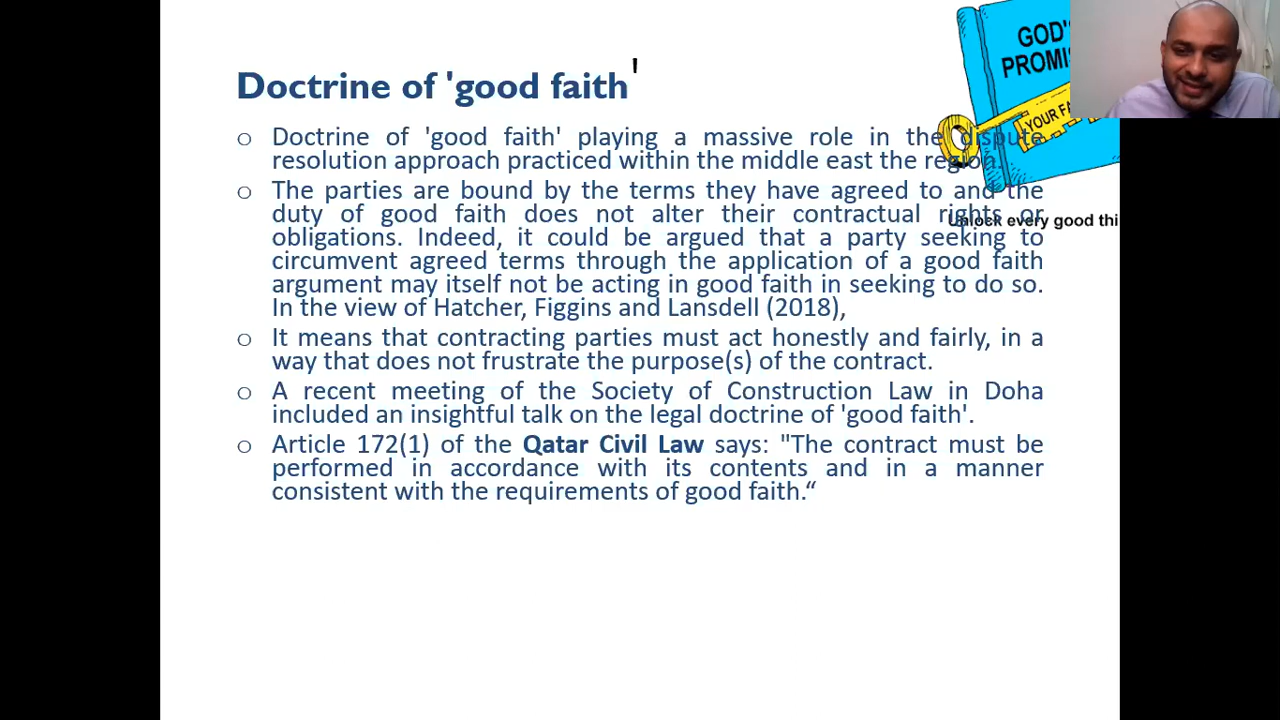 Doctrine of 'good faith'
GOD'
PROMI
YOUR FA
o Doctrine of 'good faith' playing a massive role in the dispute
resolution approach practiced within the middle east the region.
o The parties are bound by the terms they have agreed to and the
duty of good faith does not alter their contractual rights or
Unlock every good thi
obligations. Indeed, it could be argued that a party seeking to
circumvent agreed terms through the application of a good faith
argument may itself not be acting in good faith in seeking to do so.
In the view of Hatcher, Figgins and Lansdell (2018),
o It means that contracting parties must act honestly and fairly, in a
way that does not frustrate the purpose(s) of the contract.
o A recent meeting of the Society of Construction Law in Doha
included an insightful talk on the legal doctrine of 'good faith'.
o Article 172(1) of the Qatar Civil Law says: "The contract must be
performed in accordance with its contents and in a manner
consistent with the requirements of good faith.“